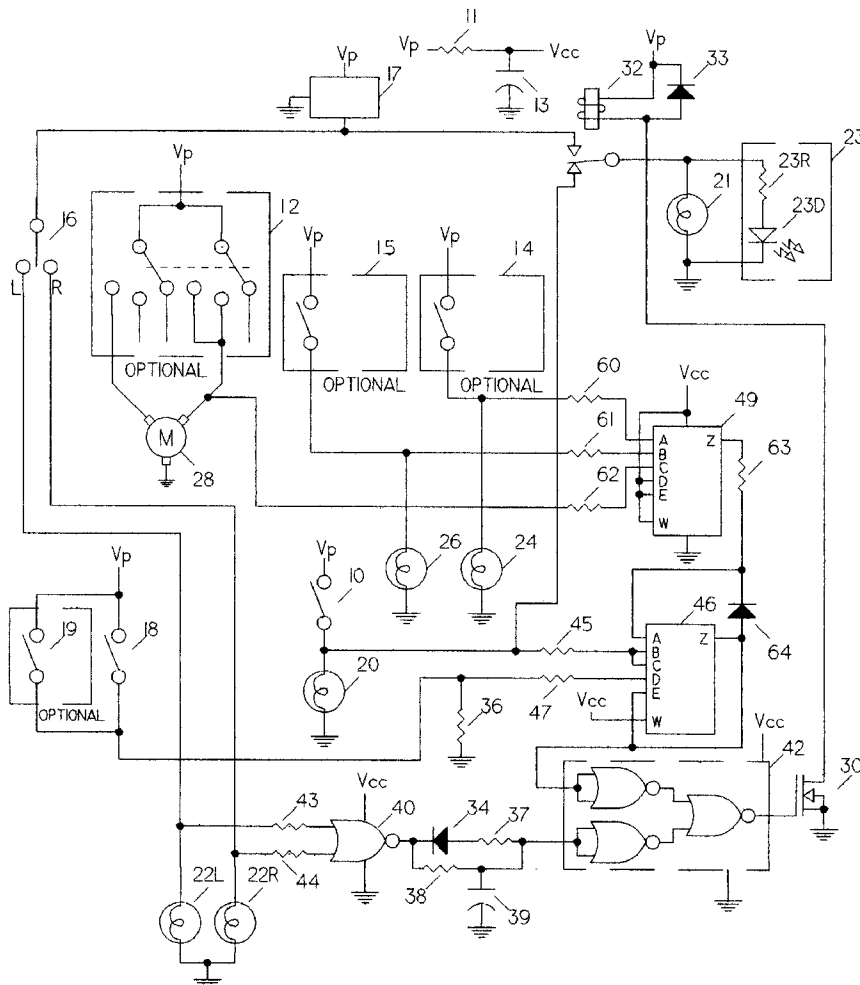 11
Vp
Vp
Vcc
Vp
33
17
32
13
23
Vp
12
23R
21
23D
16
15
14
Vp
Vp
L
R
OPTIONAL
OPTIONAL
OPTIONAL
60
Vcc
49
M
61
A
Z
B
C
D
E
W
63
28
62
Vp
Vp
10
26
24
19
18
45
46
A
Z
B
C
D
E
W
64
20
OPTIONAL
36
47
Vcc
Vcc
42
30
Vcc
43
40
34
37
44
22L
22R
38
39